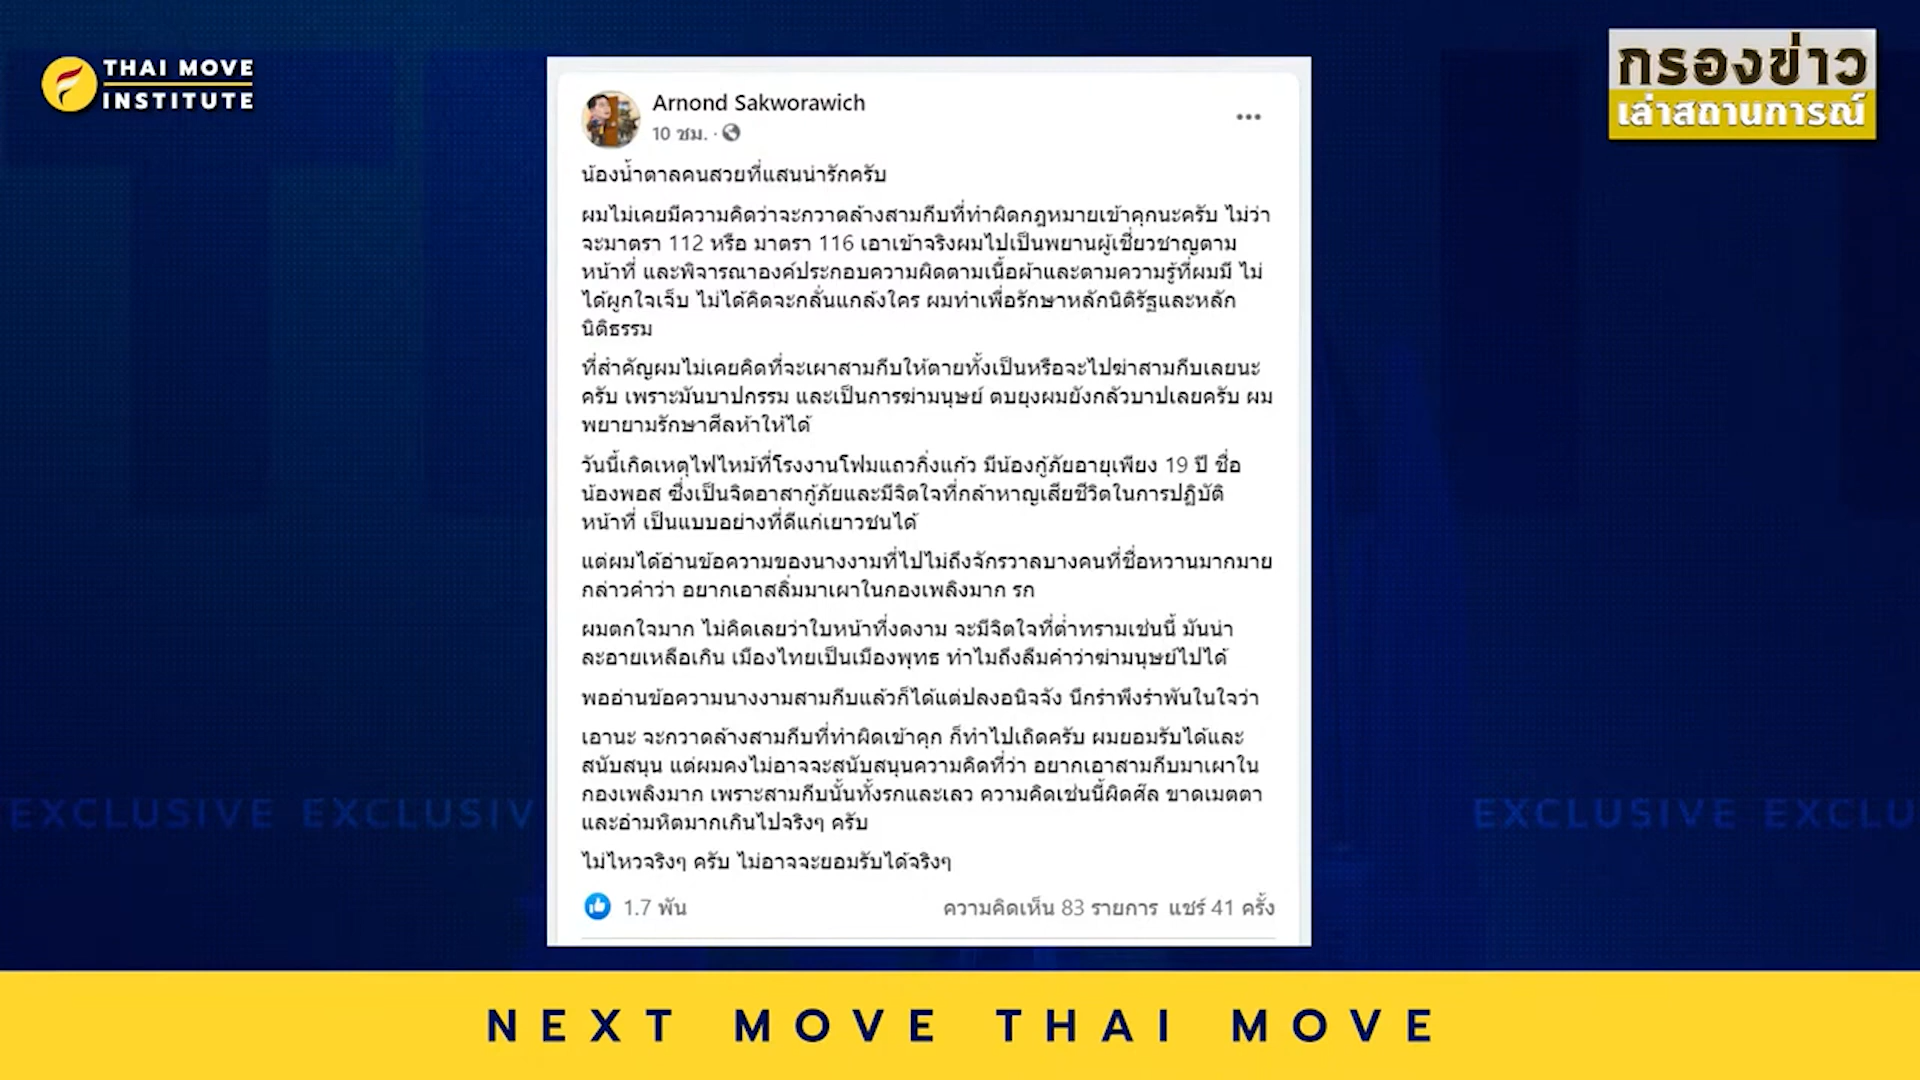 THAI MOVE
INSTITUTE
กรองข่าว
เล่าสถานการณ์
Arnond Sakworawich
10 ชม. ·
น้องน้ำตาลคนสวยที่แสนน่ารักครับ
ผมไม่เคยมีความคิดว่าจะกวาดล้างสามกีบที่ทำผิดกฎหมายเข้าคุกนะครับ ไม่ว่า
จะมาตรา 112 หรือ มาตรา 116 เอาเข้าจริงผมไปเป็นพยานผู้เชี่ยวชาญตาม
หน้าที่ และพิจารณาองค์ประกอบความผิดตามเนื้อผ้าและตามความรู้ที่ผมมี ไม่
ได้ผูกใจเจ็บ ไม่ได้คิดจะกลั่นแกล้งใคร ผมทำเพื่อรักษาหลักนิติรัฐและหลัก
นิติธรรม
ที่สำคัญผมไม่เคยคิดที่จะเผาสามกีบให้ตายทั้งเป็นหรือจะไปฆ่าสามกีบเลยนะ
ครับ เพราะมันบาปกรรม และเป็นการฆ่ามนุษย์ ตบยุงผมยังกลัวบาปเลยครับ ผม
พยายามรักษาศีลห้าให้ได้
วันนี้เกิดเหตุไฟไหม้ที่โรงงานโฟมแถวกิ่งแก้ว มีน้องกู้ภัยอายุเพียง 19 ปี ชื่อ
น้องพอส ซึ่งเป็นจิตอาสากู้ภัยและมีจิตใจที่กล้าหาญเสียชีวิตในการปฏิบัติ
หน้าที่ เป็นแบบอย่างที่ดีแก่เยาวชนได้
แต่ผมได้อ่านข้อความของนางงามที่ไปไม่ถึงจักรวาลบางคนที่ชื่อหวานมากมาย
กล่าวคำว่า อยากเอาสลิ่มมาเผาในกองเพลิงมาก รก
ผมตกใจมาก ไม่คิดเลยว่าใบหน้าที่งดงาม จะมีจิตใจที่ต่ำทรามเช่นนี้ มันน่า
ละอายเหลือเกิน เมืองไทยเป็นเมืองพุทธ ทำไมถึงลืมคำว่าฆ่ามนุษย์ไปได้
พออ่านข้อความนางงามสามกีบแล้วก็ได้แต่ปลงอนิจจัง นึกรำพึงรำพันในใจว่า
เอานะ จะกวาดล้างสามกีบที่ทำผิดเข้าคุก ก็ทำไปเถิดครับ ผมยอมรับได้และ
สนับสนุน แต่ผมคงไม่อาจจะสนับสนุนความคิดที่ว่า อยากเอาสามกีบมาเผาใน
กองเพลิงมาก เพราะสามกีบนั้นทั้งรกและเลว ความคิดเช่นนี้ผิดศีล ขาดเมตตา
และอำมหิตมากเกินไปจริงๆ ครับ
ไม่ไหวจริงๆ ครับ ไม่อาจจะยอมรับได้จริงๆ
1.7 พัน
ความคิดเห็น 83 รายการ แชร์ 41 ครั้ง
EXCLUSIVE EXCLUSIV
EXCLUSIVE EXCLU
NEXT MOVE THAI MOVE